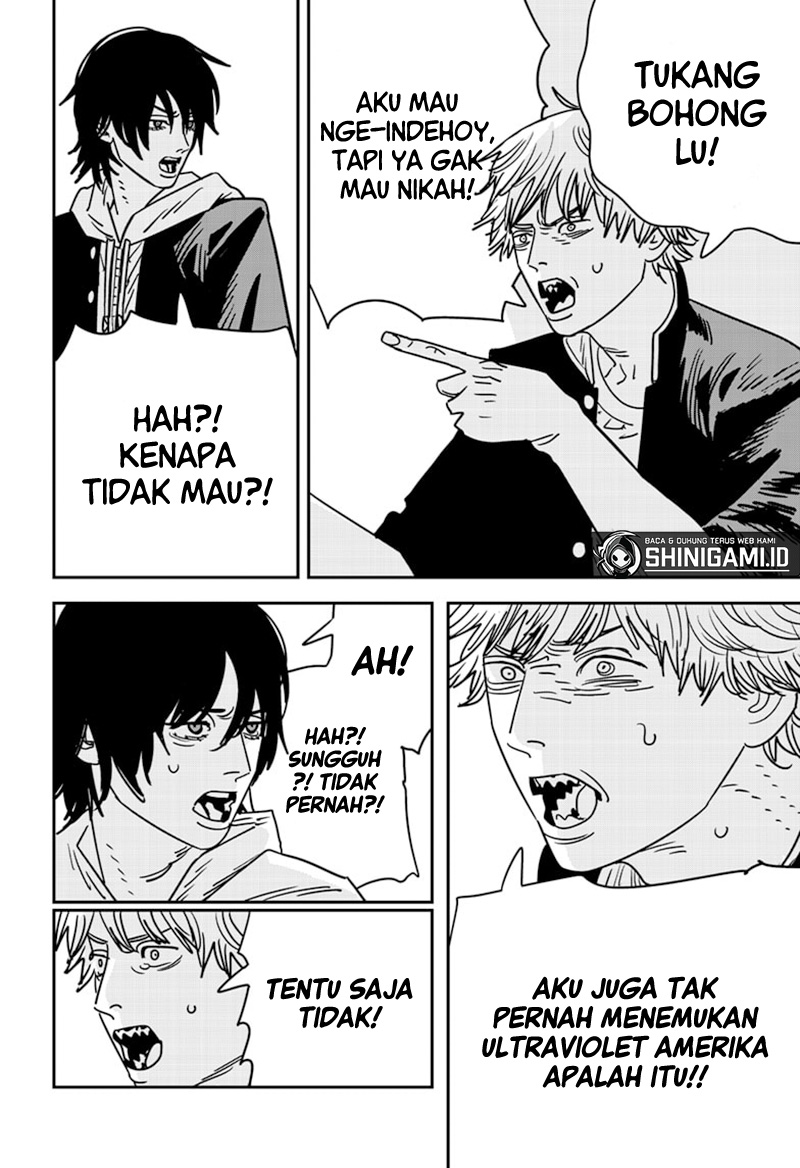 TUKANG
BOHONG
LU!
AKU MAU
NGE-INDEHOY,
TAPI YA GAK
MAU NIKAH!
HAH?!
KENAPA
TIDAK MAU?!
BACA & DUKUNG TERUS WEB KAMI
SHINIGAMI.ID
AKU JUGA TAK
PERNAH MENEMUKAN
ULTRAVIOLET AMERIKA
APALAH ITU!!
AH!
HAH?!
SUNGGUH
?! TIDAK
PERNAH?!
TENTU SAJA
TIDAK!